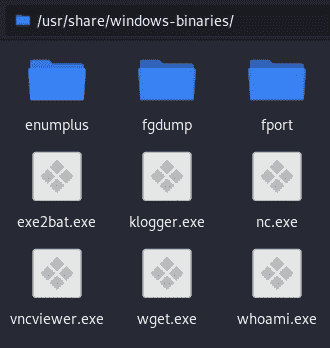 /usr/share/windows-binaries/
enumplus fgdump fport
exe2bat.exe klogger.exe nc.exe
vncviewer.exe wget.exe whoami.exe